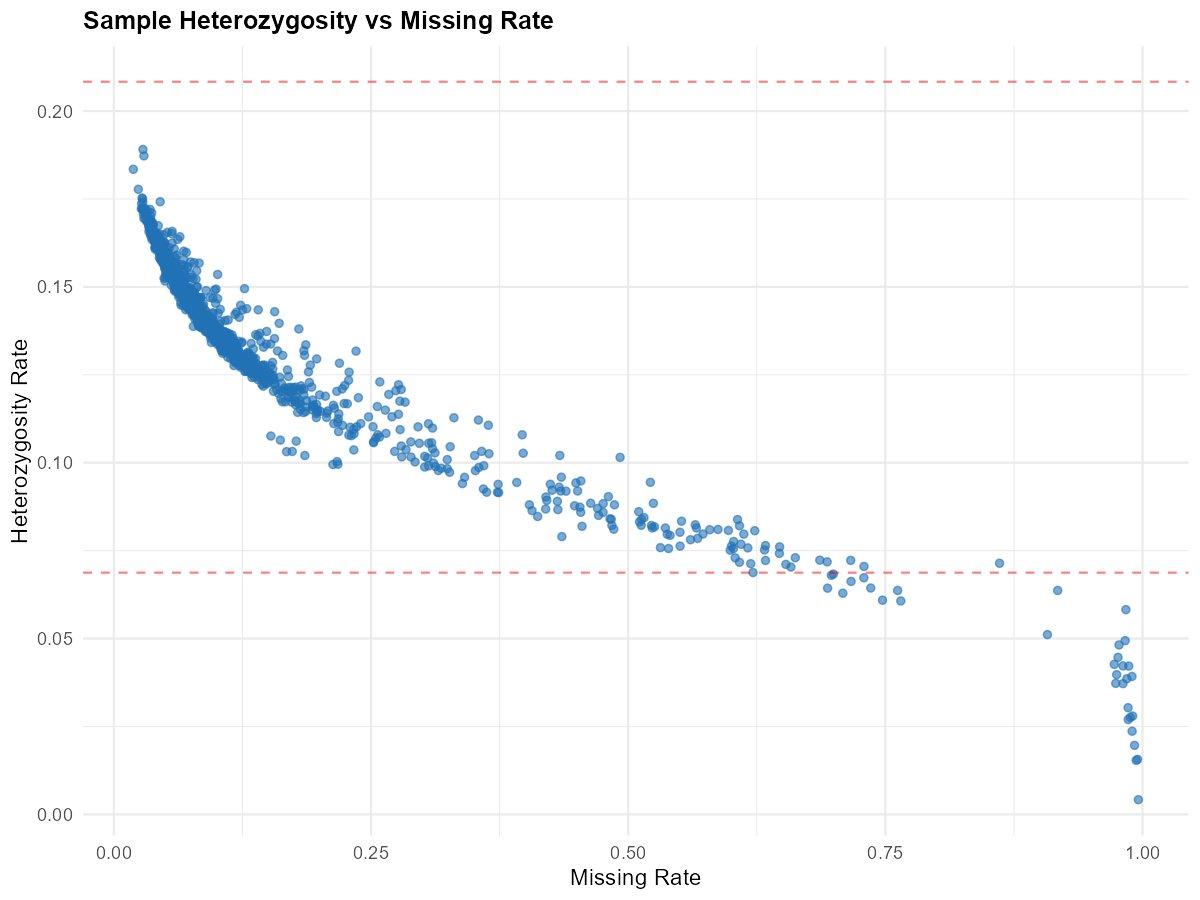 Sample Heterozygosity vs Missing Rate
0.20
0.15
0.10
0.05
0.00
Heterozygosity Rate
0.00 0.25 0.50 0.75 1.00
Missing Rate